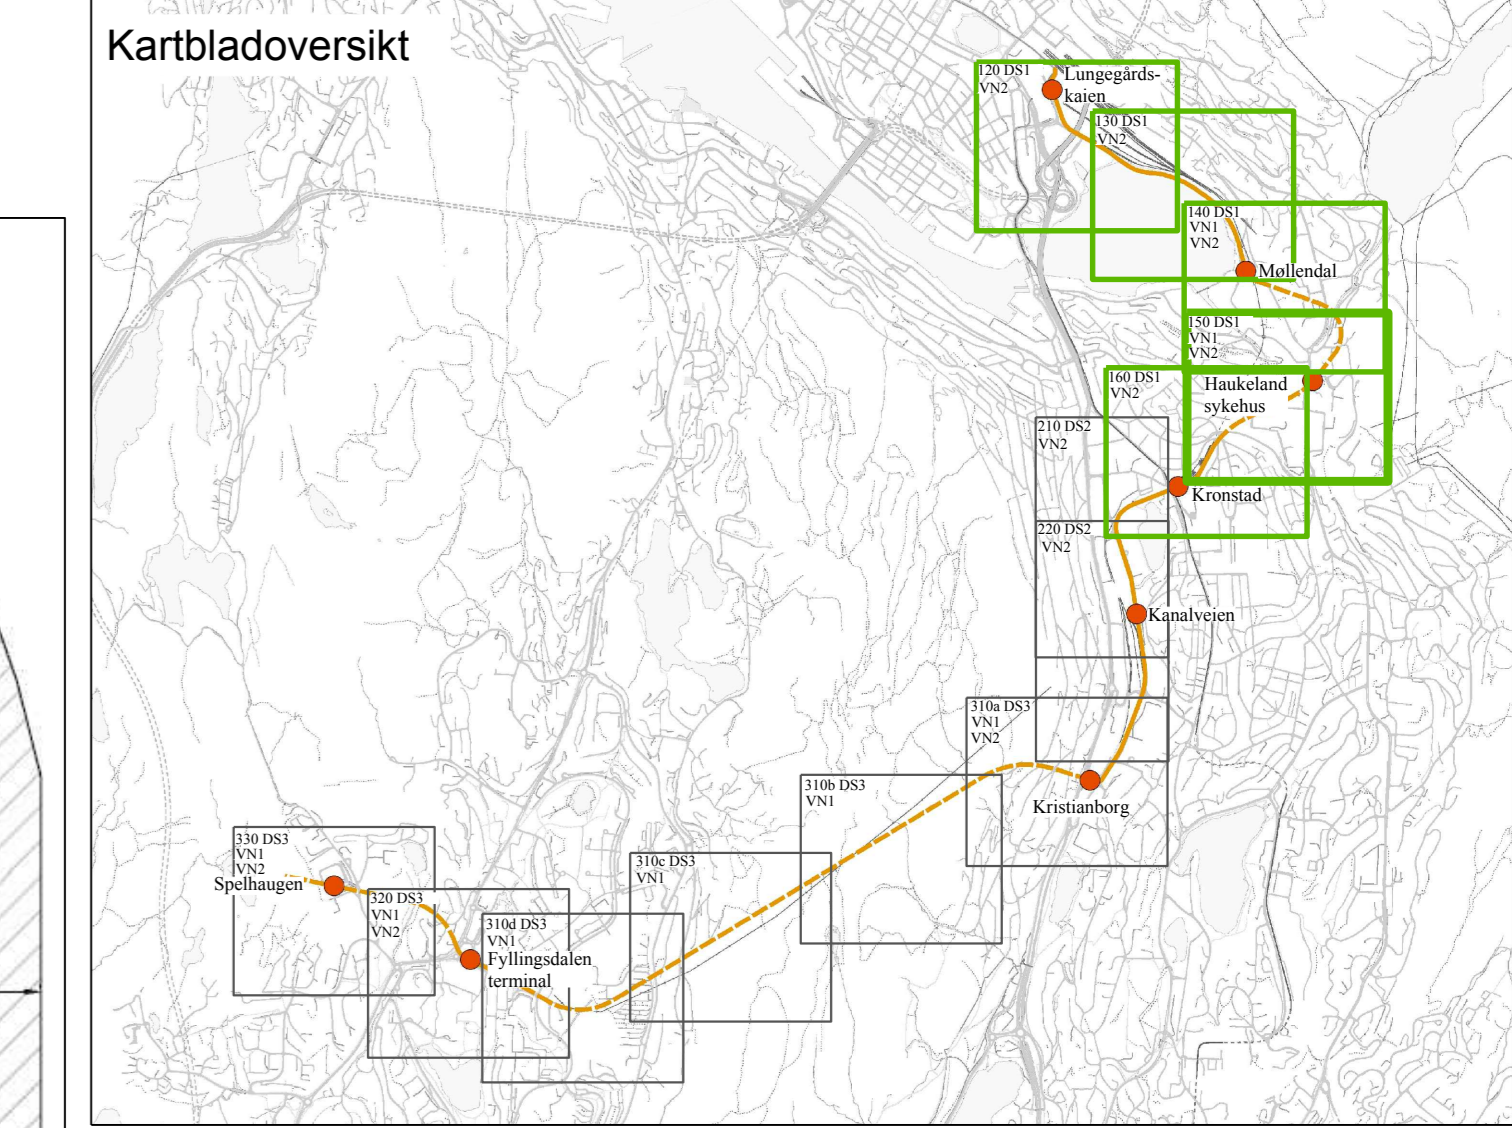 Kartbladoversikt
120 DS1
VN2
Lungegårds-
kaien
130 DS1
VN2
140 DS1
VN1
VN2
Møllendal
150 DS1
VN1
VN2
160 DS1
VN2
Haukeland
sykehus
210 DS2
VN2
Kronstad
220 DS2
VN2
Kanalveien
310a DS3
VN1
VN2
310b DS3
VN1
Kristianborg
330 DS3
VN1
VN2
Spelhaugen
310c DS3
VN1
320 DS3
VN1
VN2
310d DS3
VN1
Fyllingsdalen
terminal